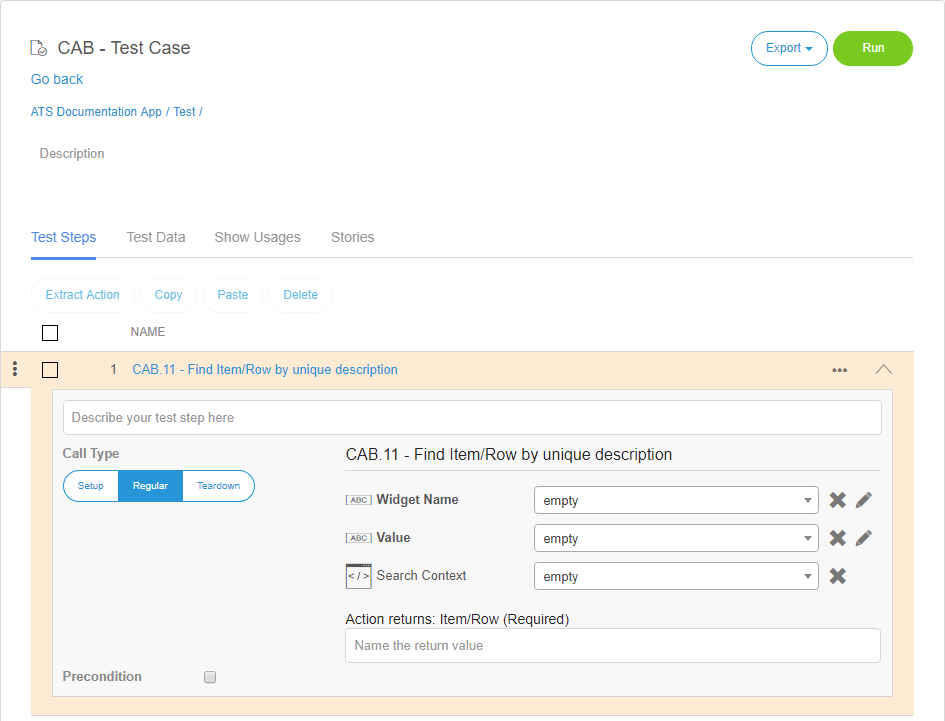 CAB - Test Case
Export
Run
Go back
ATS Documentation App / Test /
Description
Test Steps Test Data Show Usages Stories
Extract Action Copy Paste Delete
NAME
1 CAB.11 - Find Item/Row by unique description
Describe your test step here
Call Type
CAB.11 - Find Item/Row by unique description
Setup Regular Teardown
ABC Widget Name empty
ABC Value empty
</> Search Context empty
Action returns: Item/Row (Required)
Name the return value
Precondition